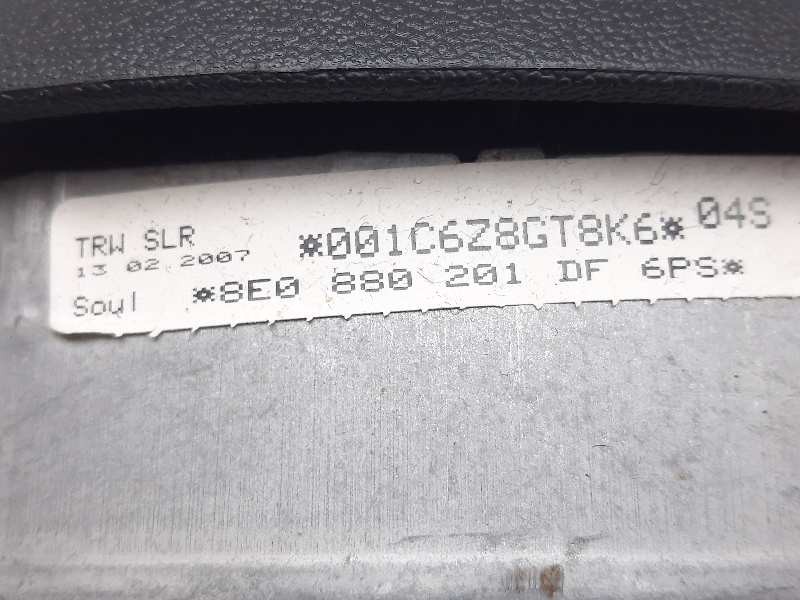 TRW SLR *001C6Z8GT8K6* 04S
13 02 2007
Soul *8E0 880 201 DF 6PS*